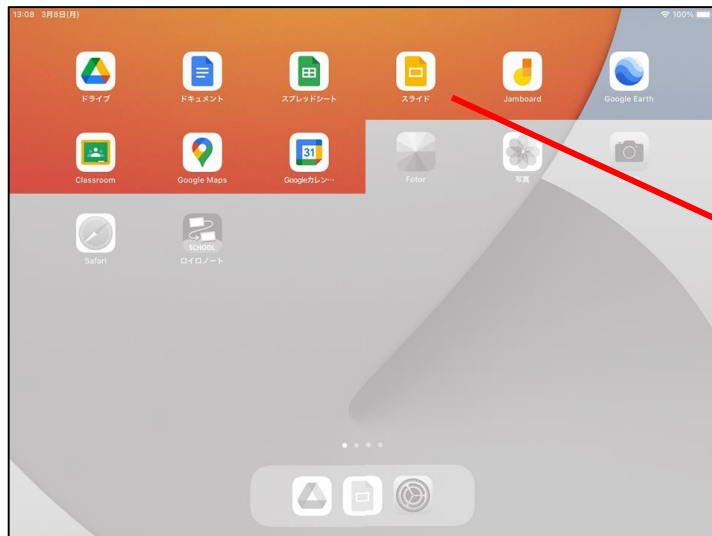 13:08 3月8日(月)
100%
ドライブ
ドキュメント
スプレッドシート
スライド
Jamboard
Google Earth
Classroom
Google Maps
31
Googleカレン…
Fotor
写真
Safari
SCHOOL
ロイロノート